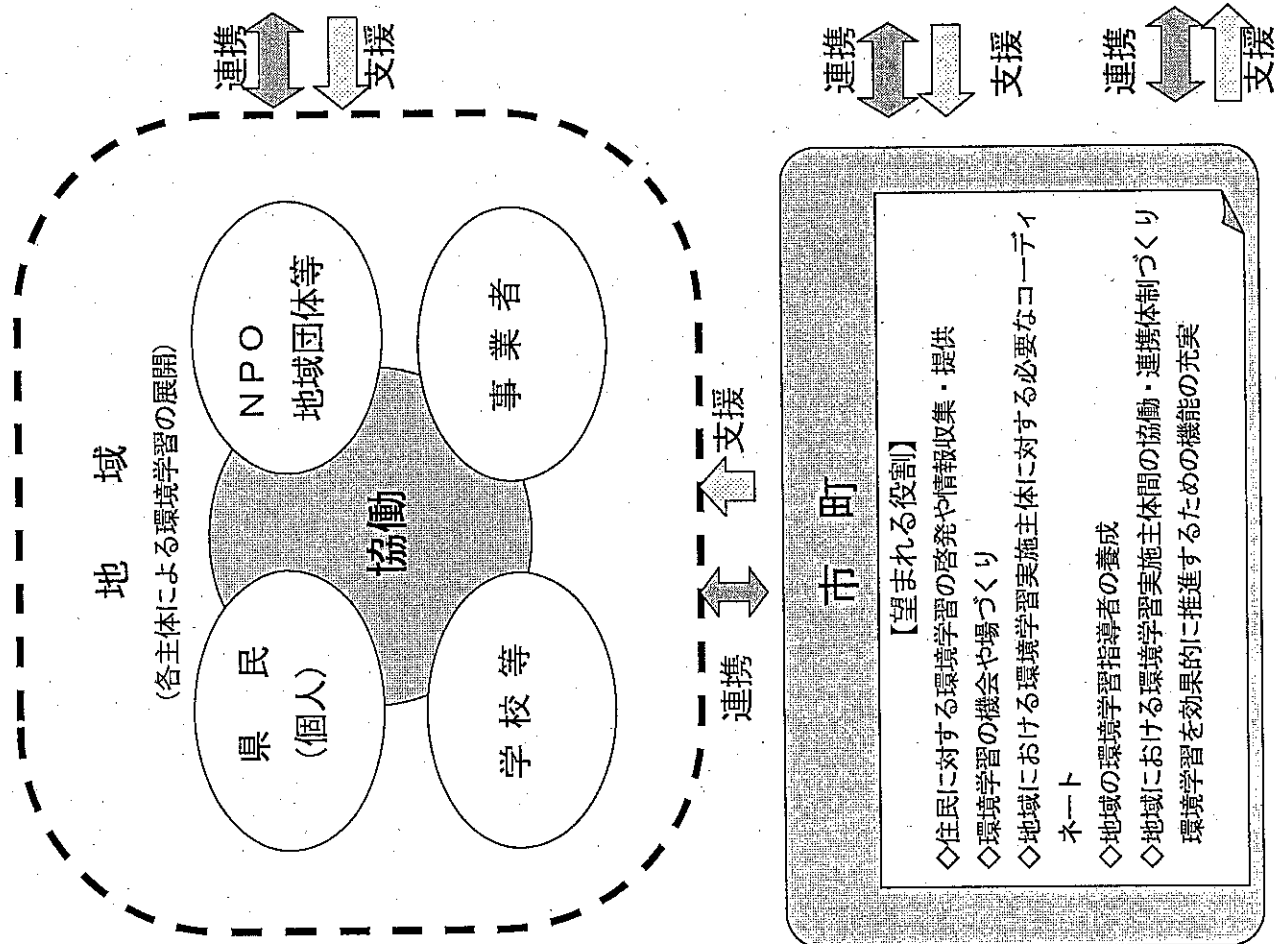 地　域
(各主体による環境学習の展開)
県　民
(個人)
ＮＰＯ
地域団体等
協働
学校等
事業者
連携
支援
連携
支援
市　町
【望まれる役割】
◇住民に対する環境学習の啓発や情報収集・提供
◇環境学習の機会や場づくり
◇地域における環境学習実施主体に対する必要なコーディ
ネート
◇地域の環境学習指導者の養成
◇地域における環境学習実施主体間の協働・連携体制づくり
環境学習を効果的に推進するための機能の充実
連携
支援
連携
支援